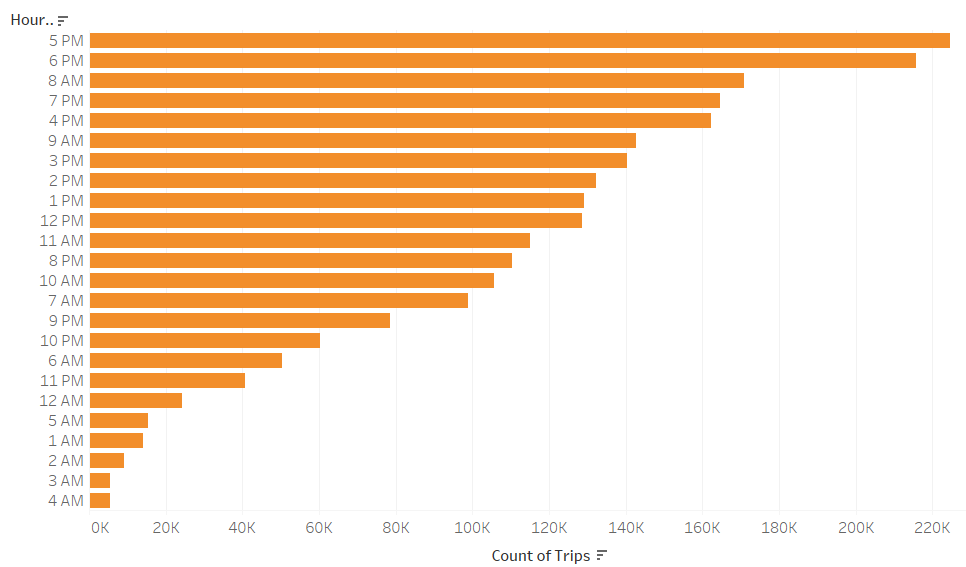 Hour..
5 PM
6 PM
8 AM
7 PM
4 PM
9 AM
3 PM
2 PM
1 PM
12 PM
11 AM
8 PM
10 AM
7 AM
9 PM
10 PM
6 AM
11 PM
12 AM
5 AM
1 AM
2 AM
3 AM
4 AM
0K 20K 40K 60K 80K 100K 120K 140K 160K 180K 200K 220K
Count of Trips